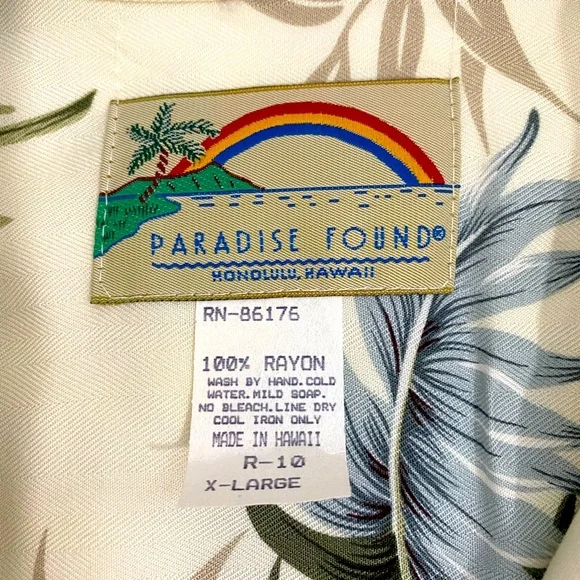 PARADISE FOUND®
HONOLULU, HAWAII
RN-86176
100% RAYON
WASH BY HAND.COLD
WATER.MILD SOAP.
NO BLEACH.LINE DRY
COOL IRON ONLY
MADE IN HAWAII
R-10
X-LARGE